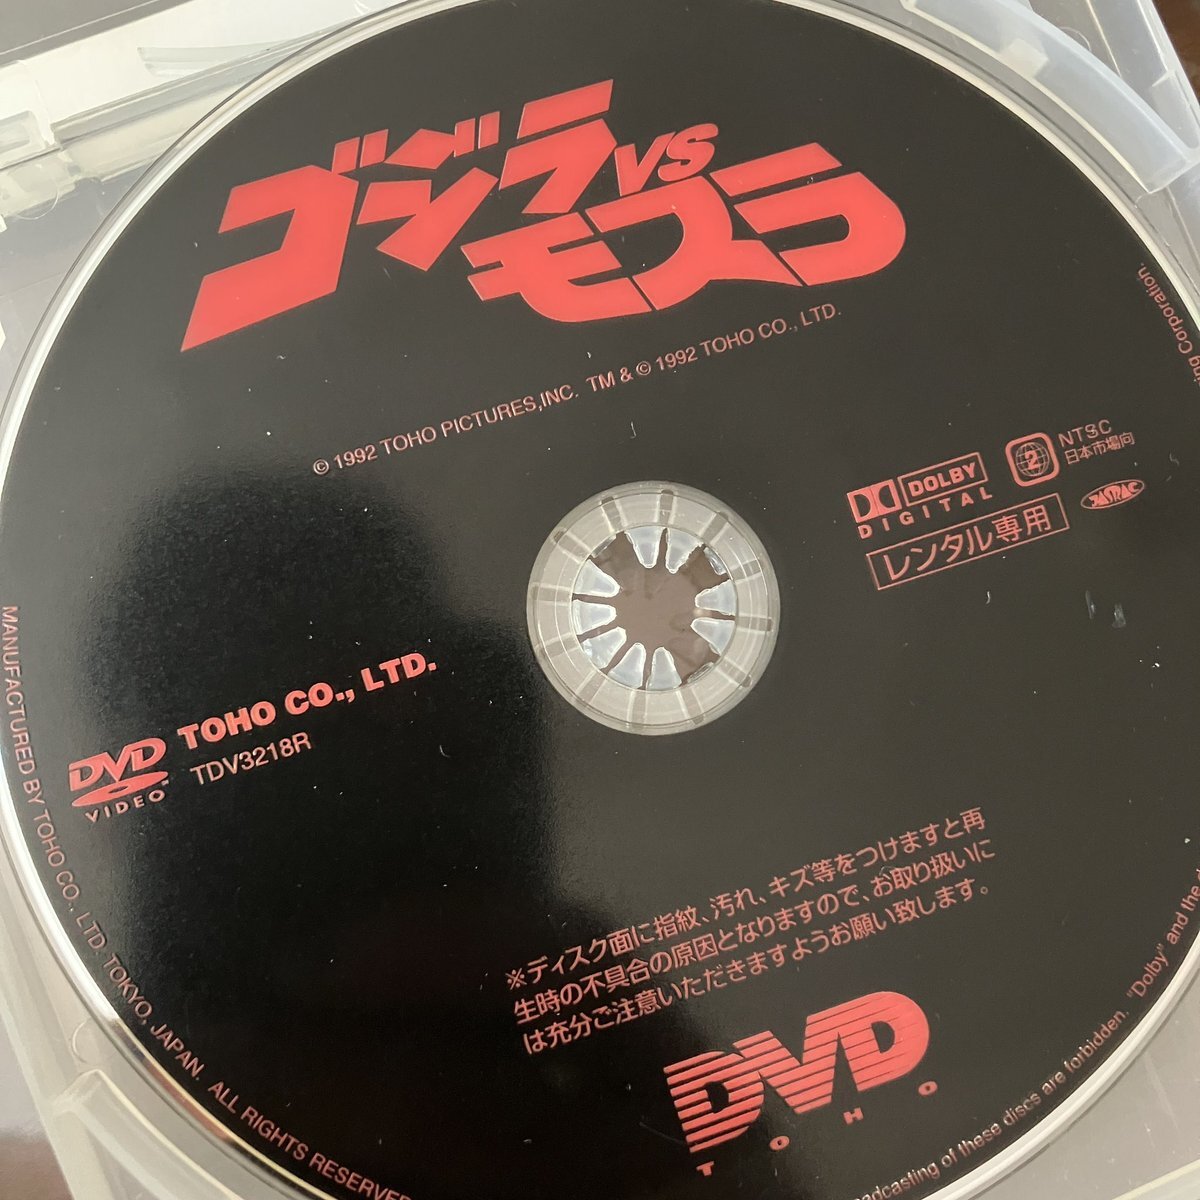 ゴジラVS
モスラ
© 1992 TOHO PICTURES,INC. TM & © 1992 TOHO CO., LTD.
DOLBY
DIGITAL
2
NTSC
日本市場向
JASRAC
レンタル専用
TOHO CO., LTD.
DVD
VIDEO
TDV3218R
※ディスク面に指紋、汚れ、キズ等をつけますと再
生時の不具合の原因となりますので、お取り扱いに
は充分ご注意いただきますようお願い致します。
DVD
TOHO
MANUFACTURED BY TOHO CO., LTD. TOKYO, JAPAN. ALL RIGHTS RESERVED
of these discs are forbidden. "Dolby" and the
Corporation.